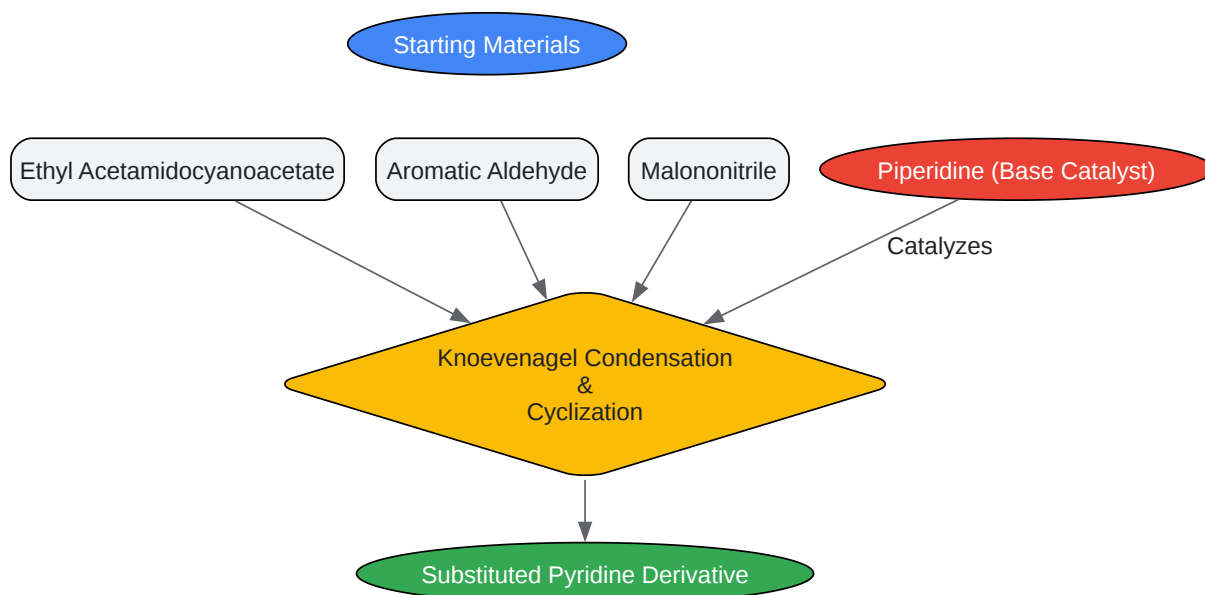 Starting Materials
Ethyl Acetamidocyanoacetate
Aromatic Aldehyde
Malononitrile
Piperidine (Base Catalyst)
Catalyzes
Knoevenagel Condensation
&
Cyclization
Substituted Pyridine Derivative